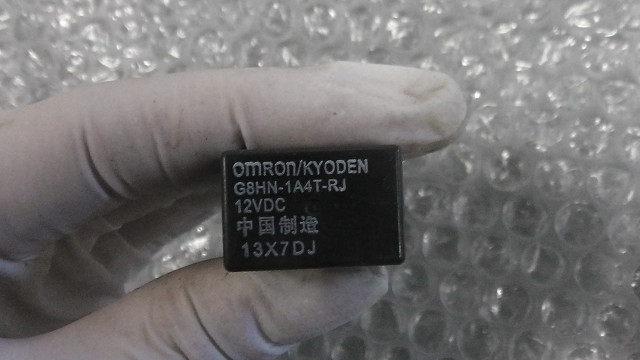 omRon/KYODEN
G8HN-1A4T-RJ
12VDC
中国制造
13X7DJ